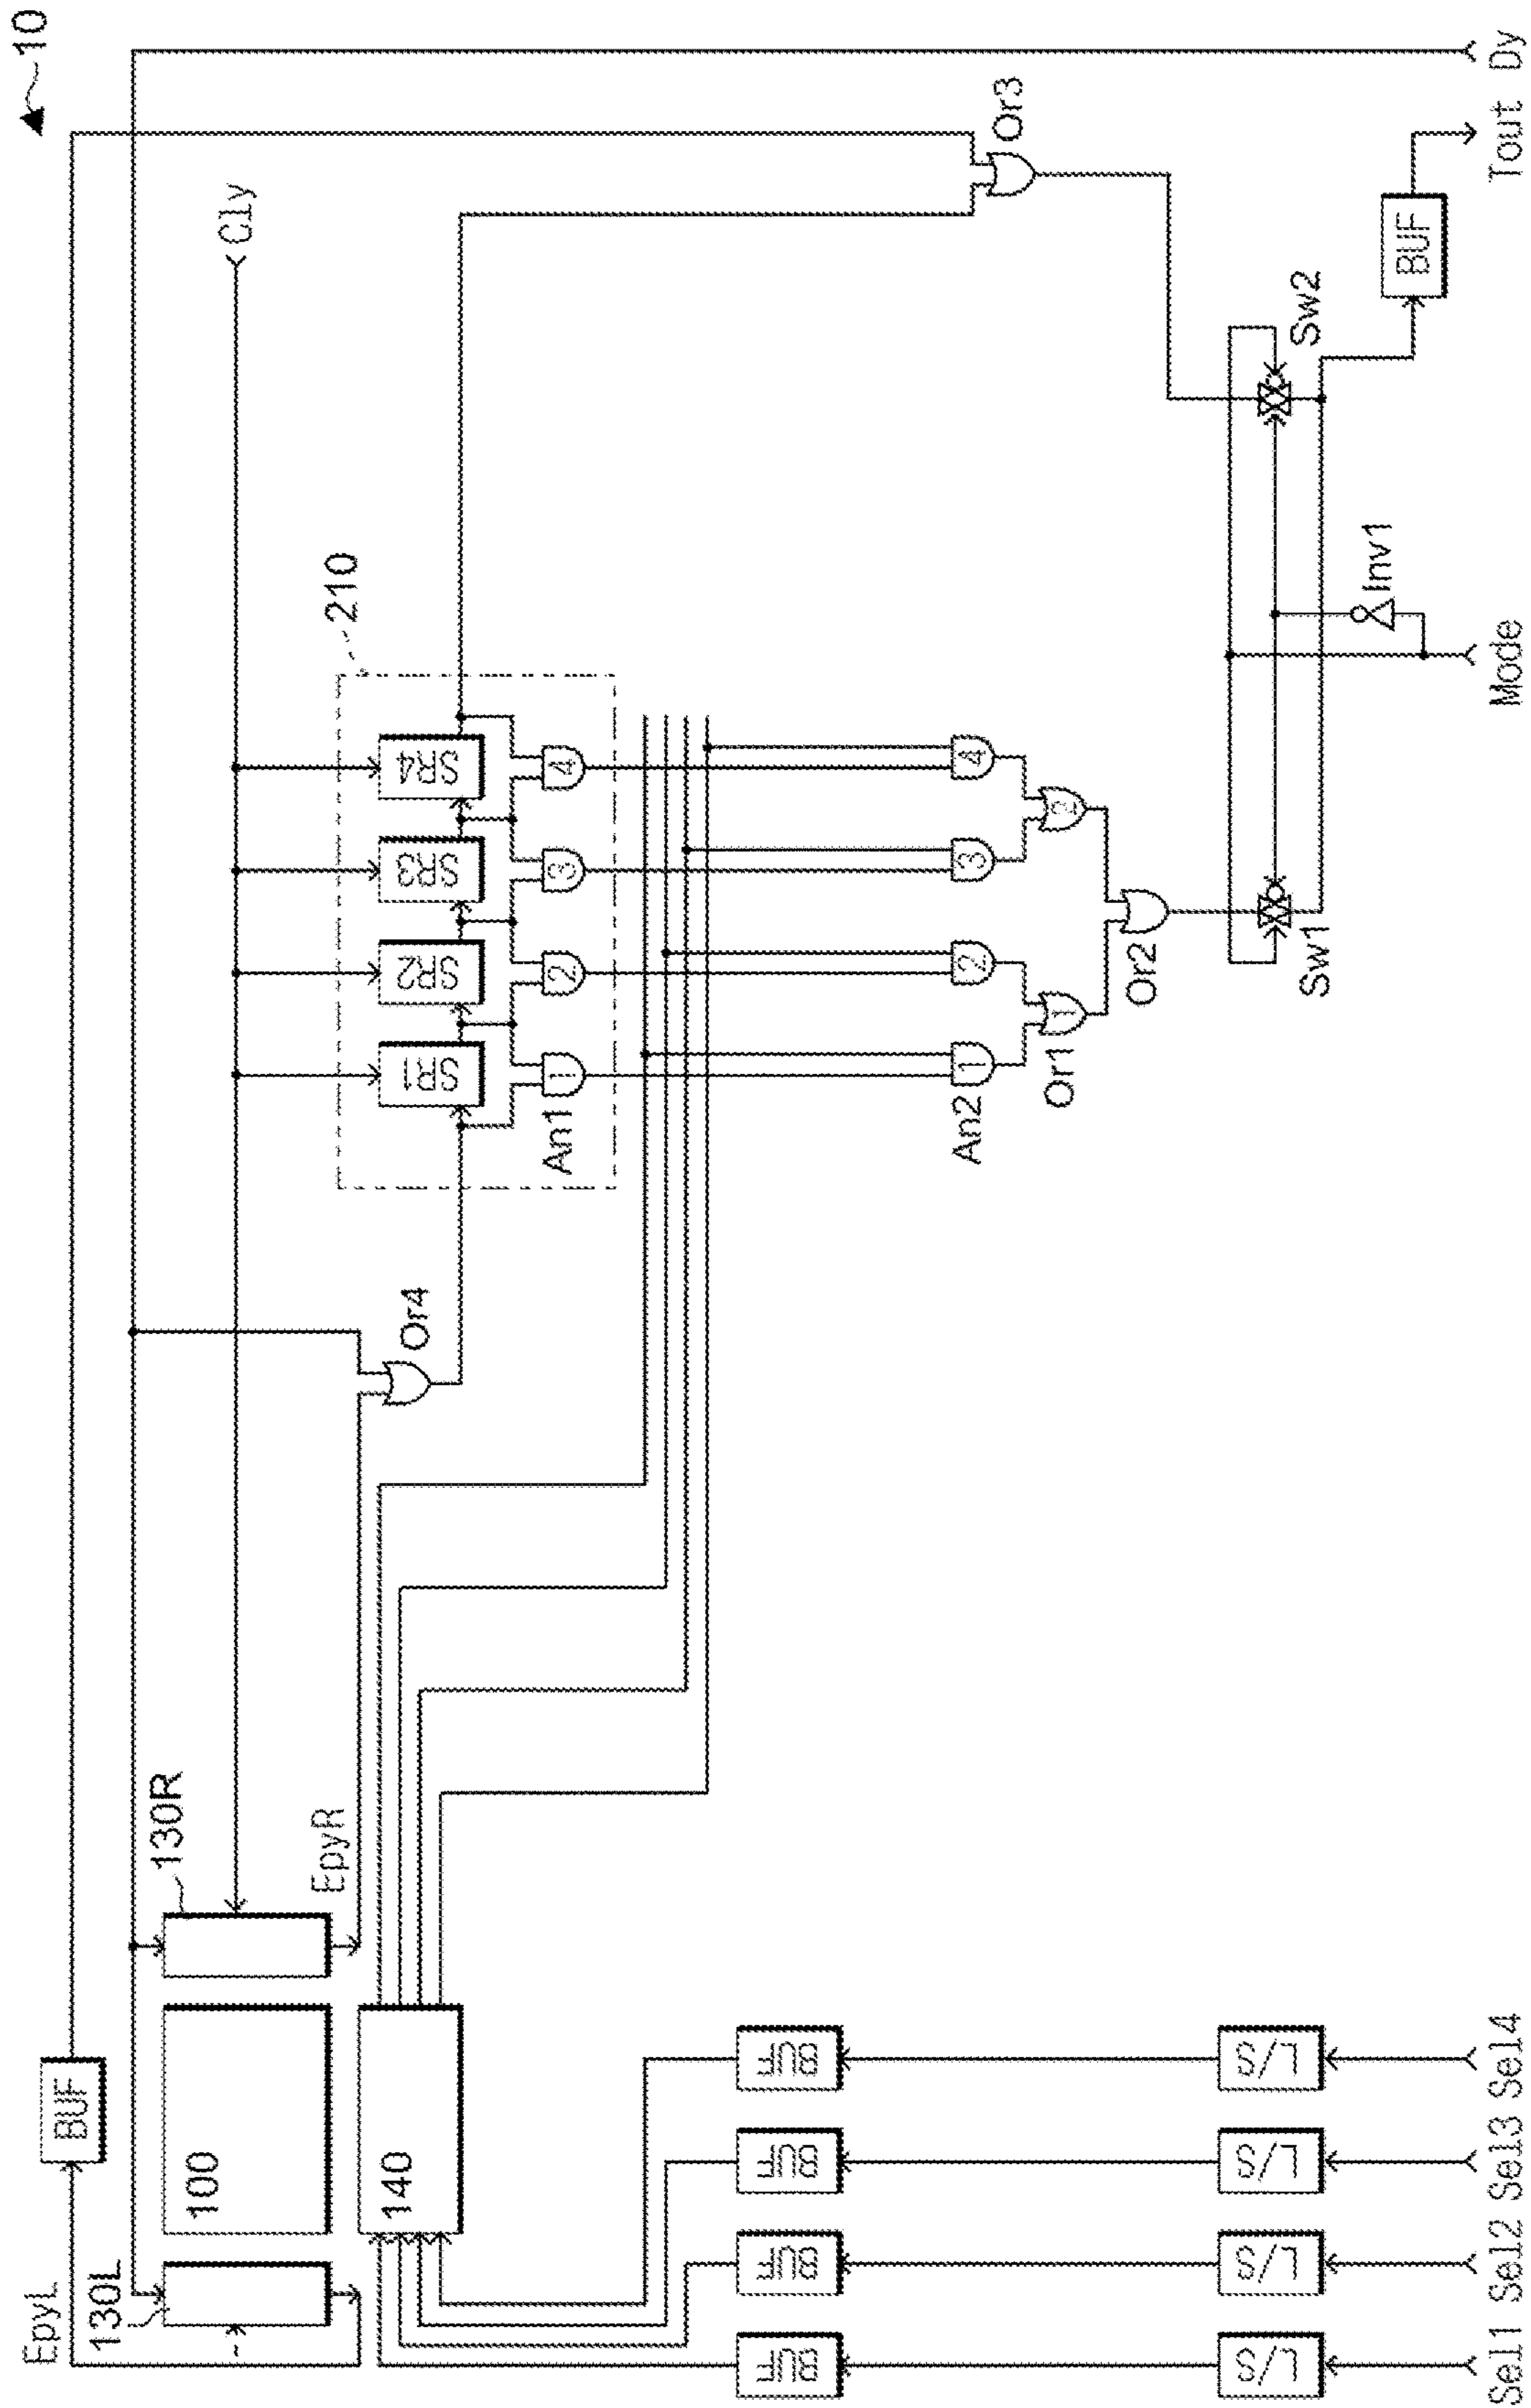 10
EpyL
BUF
130L
100
130R
EpyR
140
Cly
Or4
210
SR1
SR2
SR3
SR4
An1
1
2
3
4
Or3
An2
1
2
3
4
Or1
1
2
Or2
BUF
BUF
BUF
BUF
L/S
L/S
L/S
L/S
Sw1
Sw2
Inv1
BUF
Sel1 Sel2 Sel3 Sel4
Mode
Tout Dy